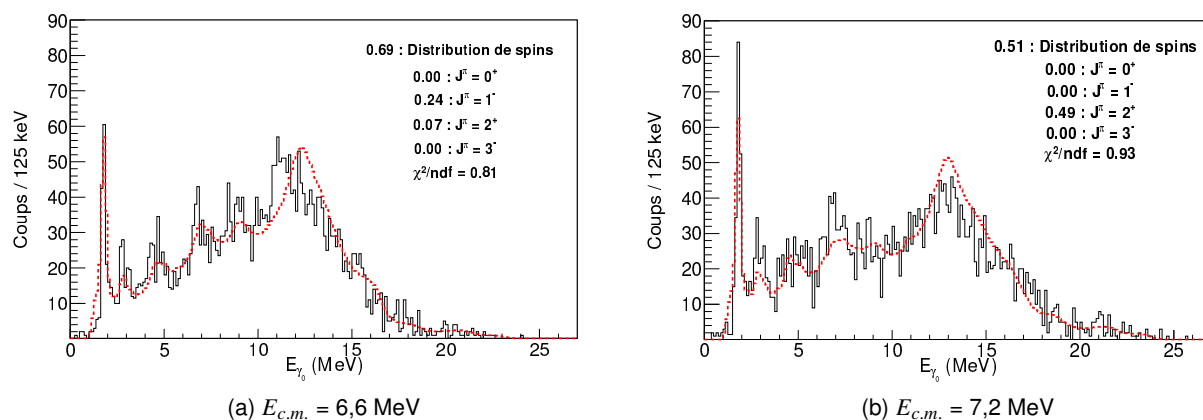 90
80
70
60
50
40
30
20
10
0 5 10 15 20 25
Coups / 125 keV
E_γ₀ (MeV)
0.69 : Distribution de spins
0.00 : J^π = 0⁺
0.24 : J^π = 1⁻
0.07 : J^π = 2⁺
0.00 : J^π = 3⁻
χ²/ndf = 0.81
(a) E_c.m. = 6,6 MeV
90
80
70
60
50
40
30
20
10
0 5 10 15 20 25
Coups / 125 keV
E_γ₀ (MeV)
0.51 : Distribution de spins
0.00 : J^π = 0⁺
0.00 : J^π = 1⁻
0.49 : J^π = 2⁺
0.00 : J^π = 3⁻
χ²/ndf = 0.93
(b) E_c.m. = 7,2 MeV